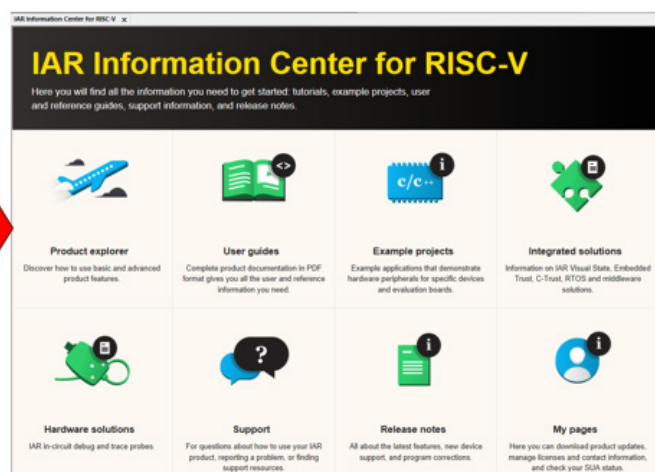 IAR Information Center for RISC-V x
IAR Information Center for RISC-V
Here you will find all the information you need to get started: tutorials, example projects, user
and reference guides, support information, and release notes.
<>
i
c/c++
?
i
i
Product explorer
Discover how to use basic and advanced
product features.
User guides
Complete product documentation in PDF
format gives you all the user and reference
information you need.
Example projects
Example applications that demonstrate
hardware peripherals for specific devices
and evaluation boards.
Integrated solutions
Information on IAR Visual State, Embedded
Trust, C-Trust, RTOS and middleware
solutions.
Hardware solutions
IAR in-circuit debug and trace probes.
Support
For questions about how to use your IAR
product, reporting a problem, or finding
support resources.
Release notes
All about the latest features, new device
support, and program corrections.
My pages
Here you can download product updates,
manage licenses and contact information,
and check your SUA status.